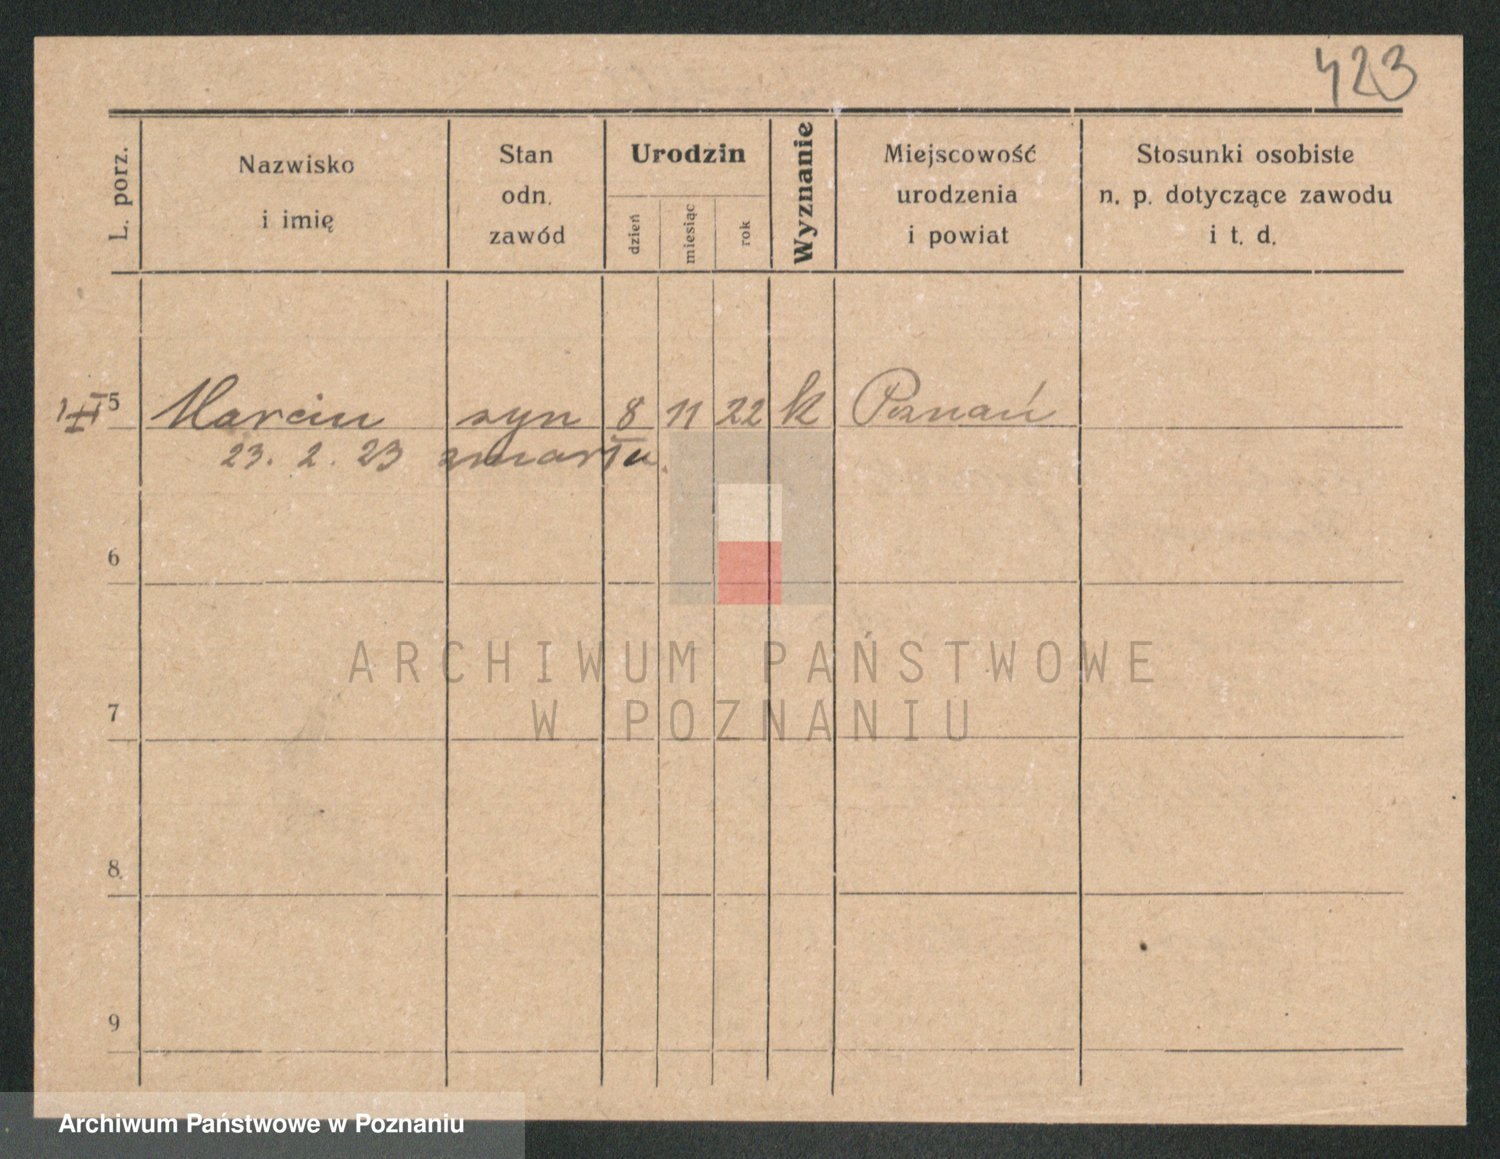 423
L. porz.
Nazwisko
i imię
Stan
odn.
zawód
Urodzin
dzień
miesiąc
rok
Wyznanie
Miejscowość
urodzenia
i powiat
Stosunki osobiste
n. p. dotyczące zawodu
i t. d.
5 Marcin syn 8 11 22 k Poznań
23. 2. 23 zmarł
6
ARCHIWUM PAŃSTWOWE
W POZNANIU
7
8
9
Archiwum Państwowe w Poznaniu